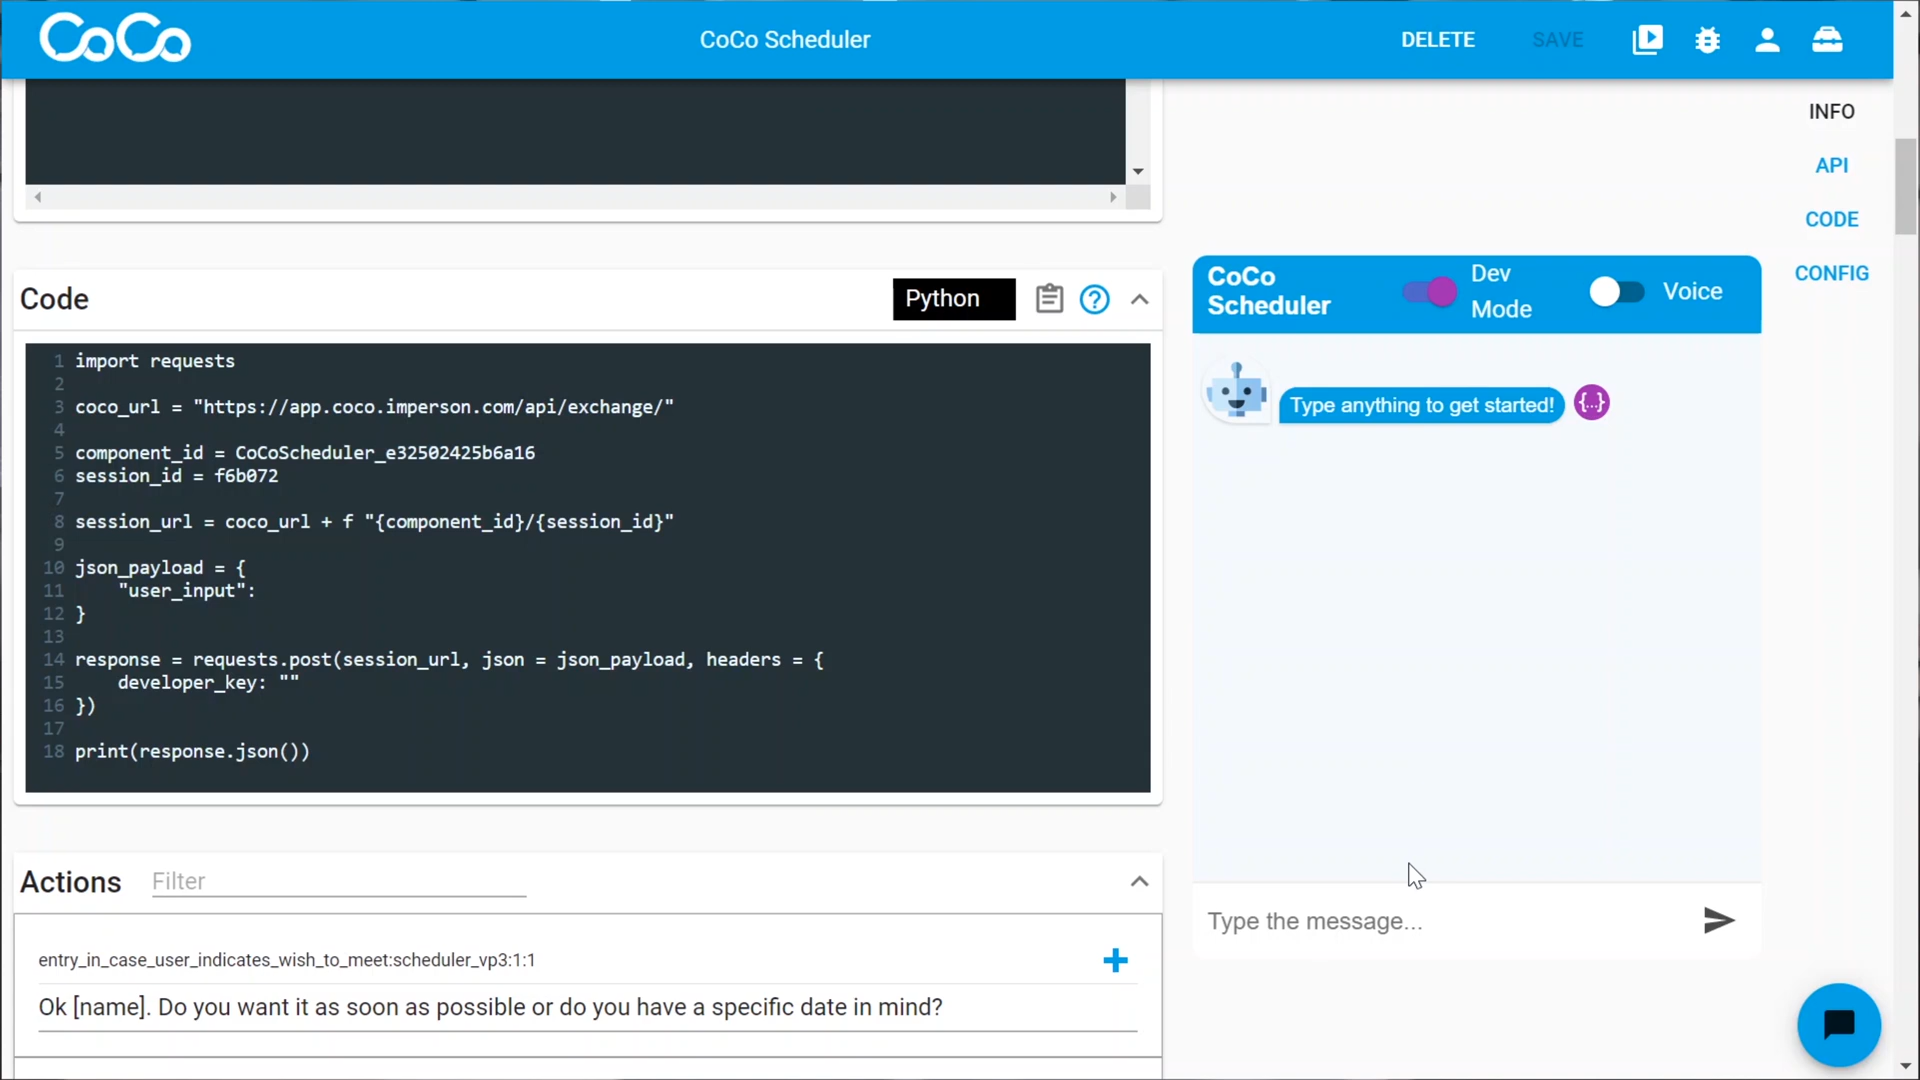 CoCo
CoCo Scheduler
DELETE
SAVE
INFO
API
CODE
CONFIG
Code
Python
1 import requests
2
3 coco_url = "https://app.coco.imperson.com/api/exchange/"
4
5 component_id = CoCoScheduler_e32502425b6a16
6 session_id = f6b072
7
8 session_url = coco_url + f "{component_id}/{session_id}"
9
10 json_payload = {
11 "user_input":
12 }
13
14 response = requests.post(session_url, json = json_payload, headers = {
15 developer_key: ""
16 })
17
18 print(response.json())
Actions
Filter
entry_in_case_user_indicates_wish_to_meet:scheduler_vp3:1:1
Ok [name]. Do you want it as soon as possible or do you have a specific date in mind?
CoCo
Scheduler
Dev
Mode
Voice
Type anything to get started!
{...}
Type the message...